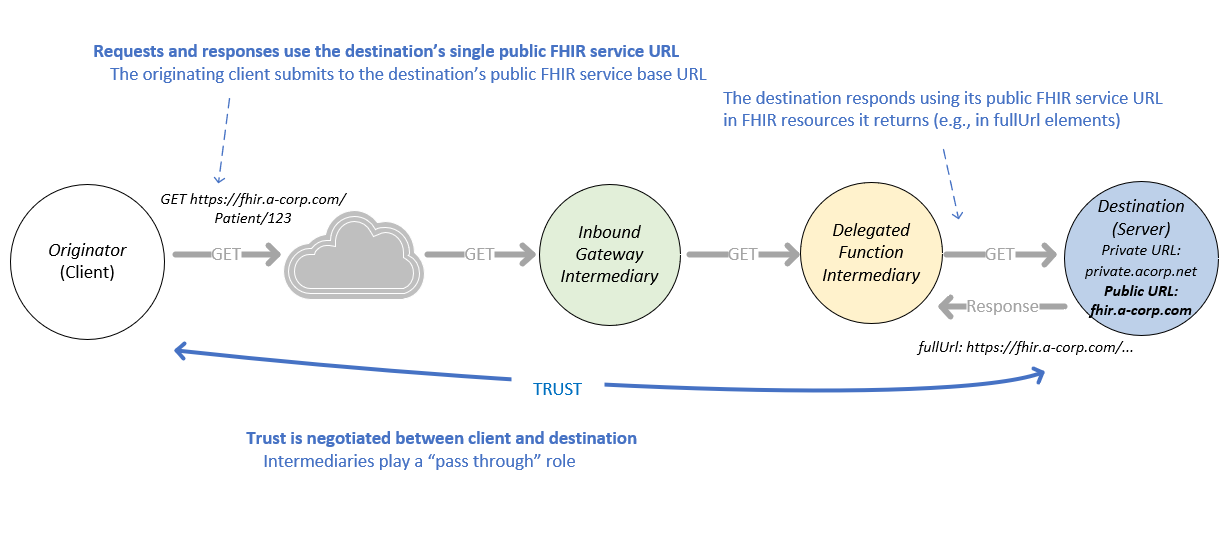 Requests and responses use the destination’s single public FHIR service URL
The originating client submits to the destination’s public FHIR service base URL
The destination responds using its public FHIR service URL
in FHIR resources it returns (e.g., in fullUrl elements)
GET https://fhir.a-corp.com/
Patient/123
Originator
(Client)
GET
GET
Inbound
Gateway
Intermediary
GET
Delegated
Function
Intermediary
GET
Response
Destination
(Server)
Private URL:
private.acorp.net
Public URL:
fhir.a-corp.com
fullUrl: https://fhir.a-corp.com/...
TRUST
Trust is negotiated between client and destination
Intermediaries play a “pass through” role